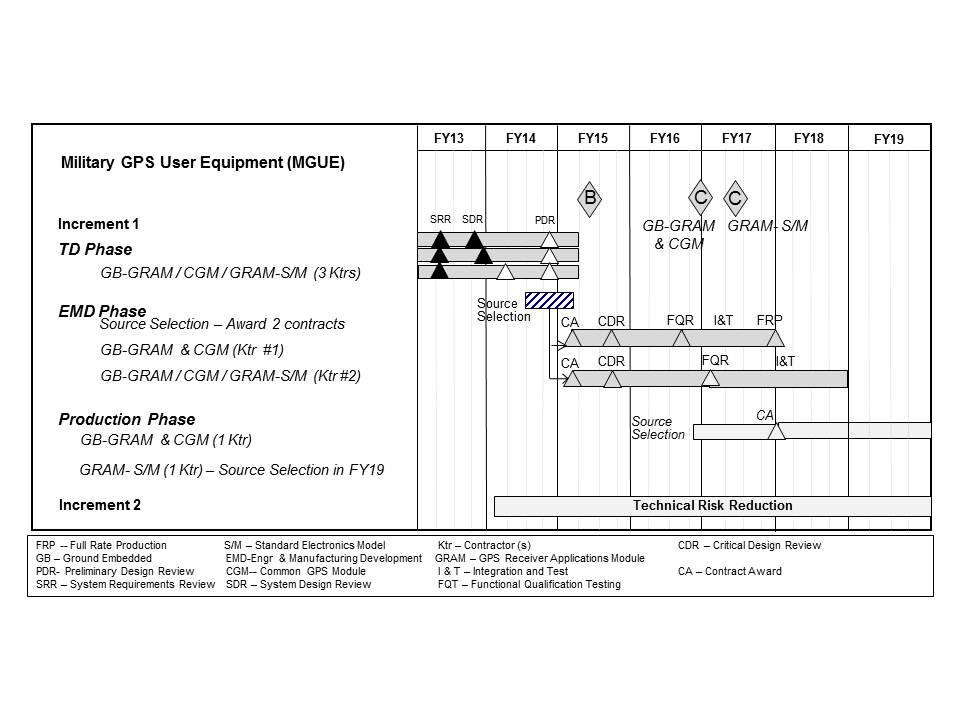 FY13 FY14 FY15 FY16 FY17 FY18 FY19
Military GPS User Equipment (MGUE)
B C C
Increment 1
SRR SDR PDR
GB-GRAM GRAM- S/M
& CGM
TD Phase
GB-GRAM / CGM / GRAM-S/M (3 Ktrs)
EMD Phase
Source
Selection
Source Selection – Award 2 contracts
CA CDR FQR I&T FRP
GB-GRAM & CGM (Ktr #1)
CA CDR FQR I&T
GB-GRAM / CGM / GRAM-S/M (Ktr #2)
Production Phase
Source
Selection
CA
GB-GRAM & CGM (1 Ktr)
GRAM- S/M (1 Ktr) – Source Selection in FY19
Increment 2
Technical Risk Reduction
FRP -- Full Rate Production S/M – Standard Electronics Model Ktr – Contractor (s) CDR – Critical Design Review
GB – Ground Embedded EMD-Engr & Manufacturing Development GRAM – GPS Receiver Applications Module
PDR- Preliminary Design Review CGM-- Common GPS Module I & T – Integration and Test CA – Contract Award
SRR – System Requirements Review SDR – System Design Review FQT – Functional Qualification Testing